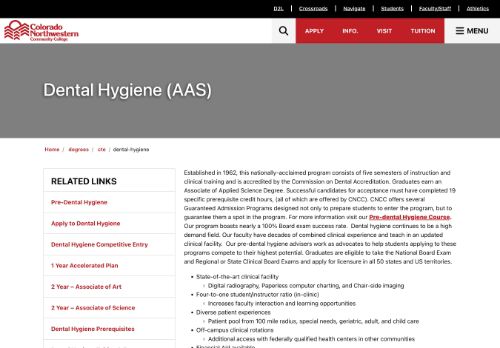 D2L Crossroads Navigate Students Faculty/Staff Athletics
Colorado
Northwestern
Community College
APPLY INFO. VISIT TUITION MENU
Dental Hygiene (AAS)
Home / degrees / cte / dental-hygiene
RELATED LINKS
Pre-Dental Hygiene
Apply to Dental Hygiene
Dental Hygiene Competitive Entry
1 Year Accelerated Plan
2 Year – Associate of Art
2 Year – Associate of Science
Dental Hygiene Prerequisites
Established in 1962, this nationally-acclaimed program consists of five semesters of instruction and
clinical training and is accredited by the Commission on Dental Accreditation. Graduates earn an
Associate of Applied Science Degree. Successful candidates for acceptance must have completed 19
specific prerequisite credit hours, (all of which are offered by CNCC). CNCC offers several
Guaranteed Admission Programs designed not only to prepare students to enter the program, but to
guarantee them a spot in the program. For more information visit our Pre-dental Hygiene Course.
Our program boasts nearly a 100% Board exam success rate. Dental hygiene continues to be a high
demand field. Our faculty have decades of combined clinical experience and teach in an updated
clinical facility. Our pre-dental hygiene advisers work as advocates to help students applying to these
programs compete to their highest potential. Graduates are eligible to take the National Board Exam
and Regional or State Clinical Board Exams and apply for licensure in all 50 states and US territories.
• State-of-the-art clinical facility
◦ Digital radiography, Paperless computer charting, and Chair-side imaging
• Four-to-one student/instructor ratio (in-clinic)
◦ Increases faculty interaction and learning opportunities
• Diverse patient experiences
◦ Patient pool from 100 mile radius, special needs, geriatric, adult, and child care
• Off-campus clinical rotations
◦ Additional access with federally qualified health centers in other communities